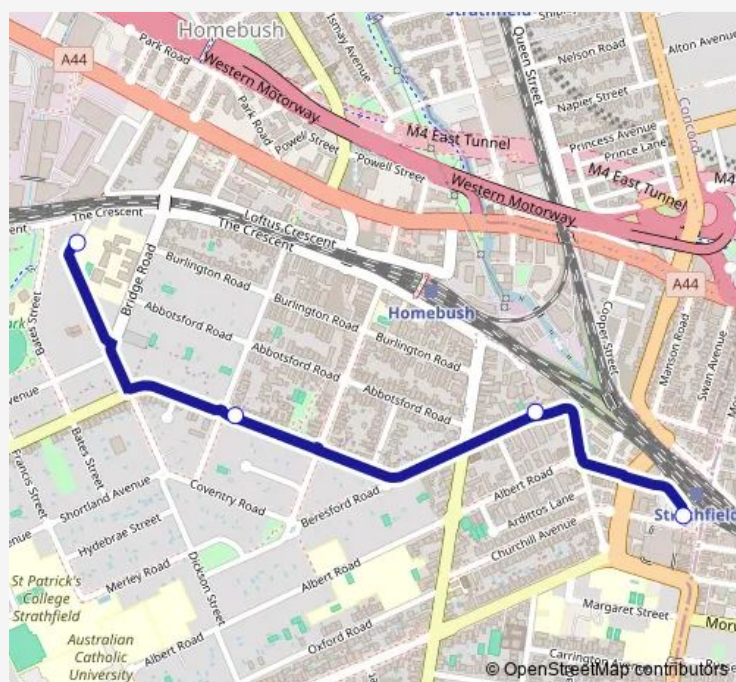 Strathfield
Ismay Avenue
Nelson Road
Alton Avenue
Homebush
Park Road
A44
Queen Street
Western Motorway
Napier Street
Concord
Park Road
Powell Street
M4 East Tunnel
Princess Avenue
Prince Lane
Powell Street
M4 East Tunnel
M4
Western Motorway
The Crescent
Loftus Crescent
The Crescent
Bridge Road
Burlington Road
A44
Bates Street
Burlington Road
Homebush
Cooper Street
Manson Road
Abbotsford Road
Burlington Road
Swan Avenue
Abbotsford Road
Abbotsford Road
Francis Street
Bates Street
Shortland Avenue
Coventry Road
Beresford Road
Albert Road
Strathfield
Hydebrae Street
Ardittos Lane
Churchill Avenue
Merley Road
Dickson Street
Albert Road
St Patrick's
College
Strathfield
Margaret Street
Australian
Catholic
University
Albert Road
Oxford Road
Carrington Avenue
© OpenStreetMap contributors